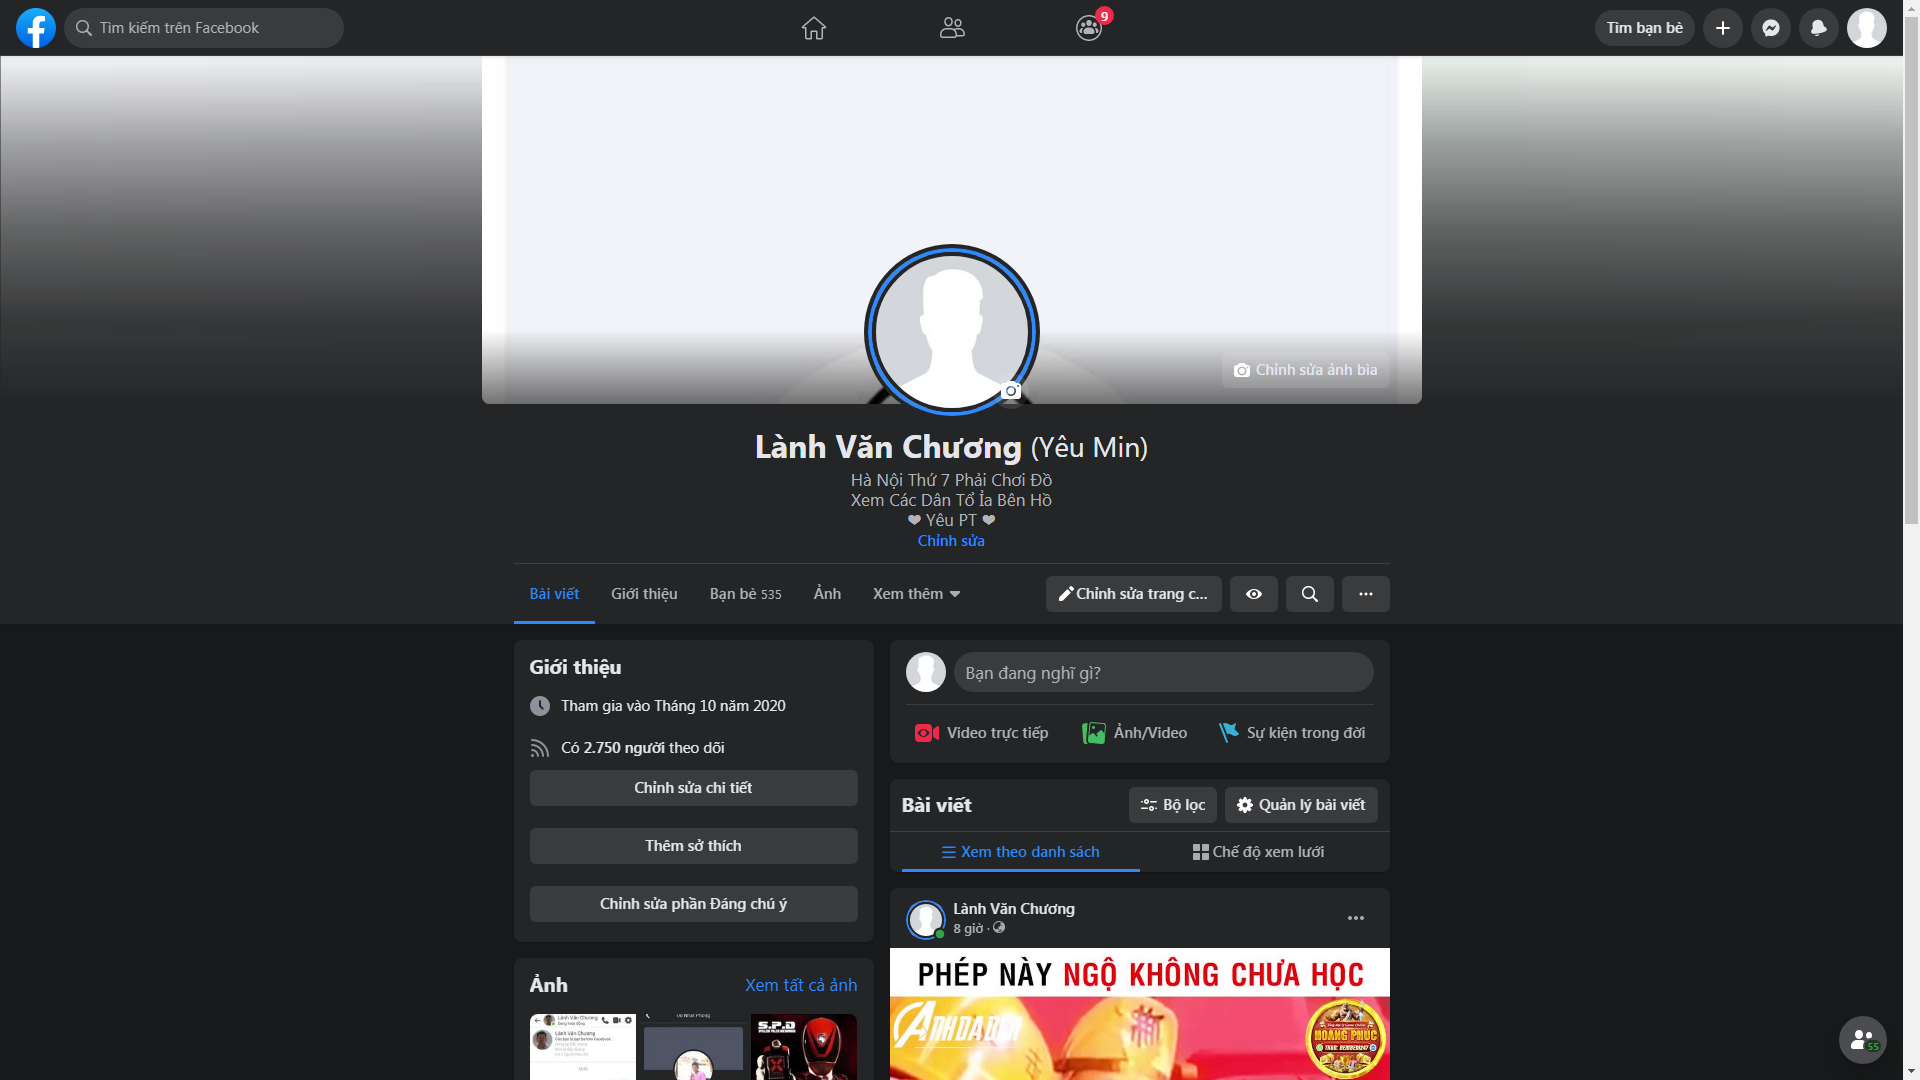 Tìm kiếm trên Facebook
9
Tìm bạn bè
Chỉnh sửa ảnh bìa
Lành Văn Chương (Yêu Min)
Hà Nội Thứ 7 Phải Chơi Đồ
Xem Các Dân Tổ Ỉa Bên Hồ
❤ Yêu PT ❤
Chỉnh sửa
Bài viết
Giới thiệu
Bạn bè 535
Ảnh
Xem thêm
Chỉnh sửa trang c...
Giới thiệu
Tham gia vào Tháng 10 năm 2020
Có 2.750 người theo dõi
Chỉnh sửa chi tiết
Thêm sở thích
Chỉnh sửa phần Đáng chú ý
Ảnh
Xem tất cả ảnh
Lành Văn Chương
Lành Văn Chương
S.P.D
Bạn đang nghĩ gì?
Video trực tiếp
Ảnh/Video
Sự kiện trong đời
Bài viết
Bộ lọc
Quản lý bài viết
Xem theo danh sách
Chế độ xem lưới
Lành Văn Chương
8 giờ ·
PHÉP NÀY NGỘ KHÔNG CHƯA HỌC
HOÀNG PHÚC
55